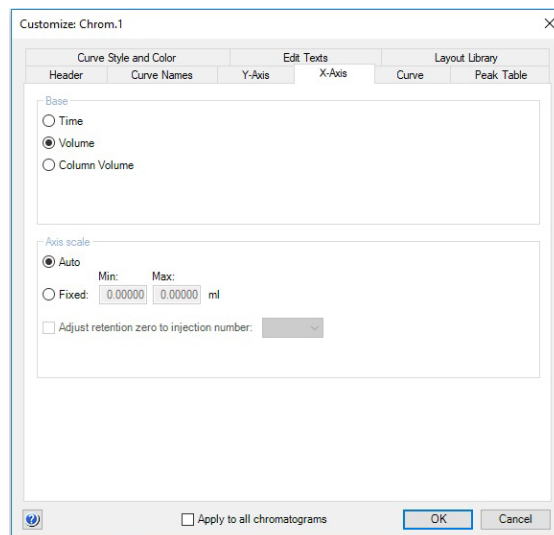 Customize: Chrom.1
Curve Style and Color Edit Texts Layout Library
Header Curve Names Y-Axis X-Axis Curve Peak Table
Base
Time
Volume
Column Volume
Axis scale
Auto
Min: Max:
Fixed: 0.00000 0.00000 ml
Adjust retention zero to injection number:
Apply to all chromatograms OK Cancel